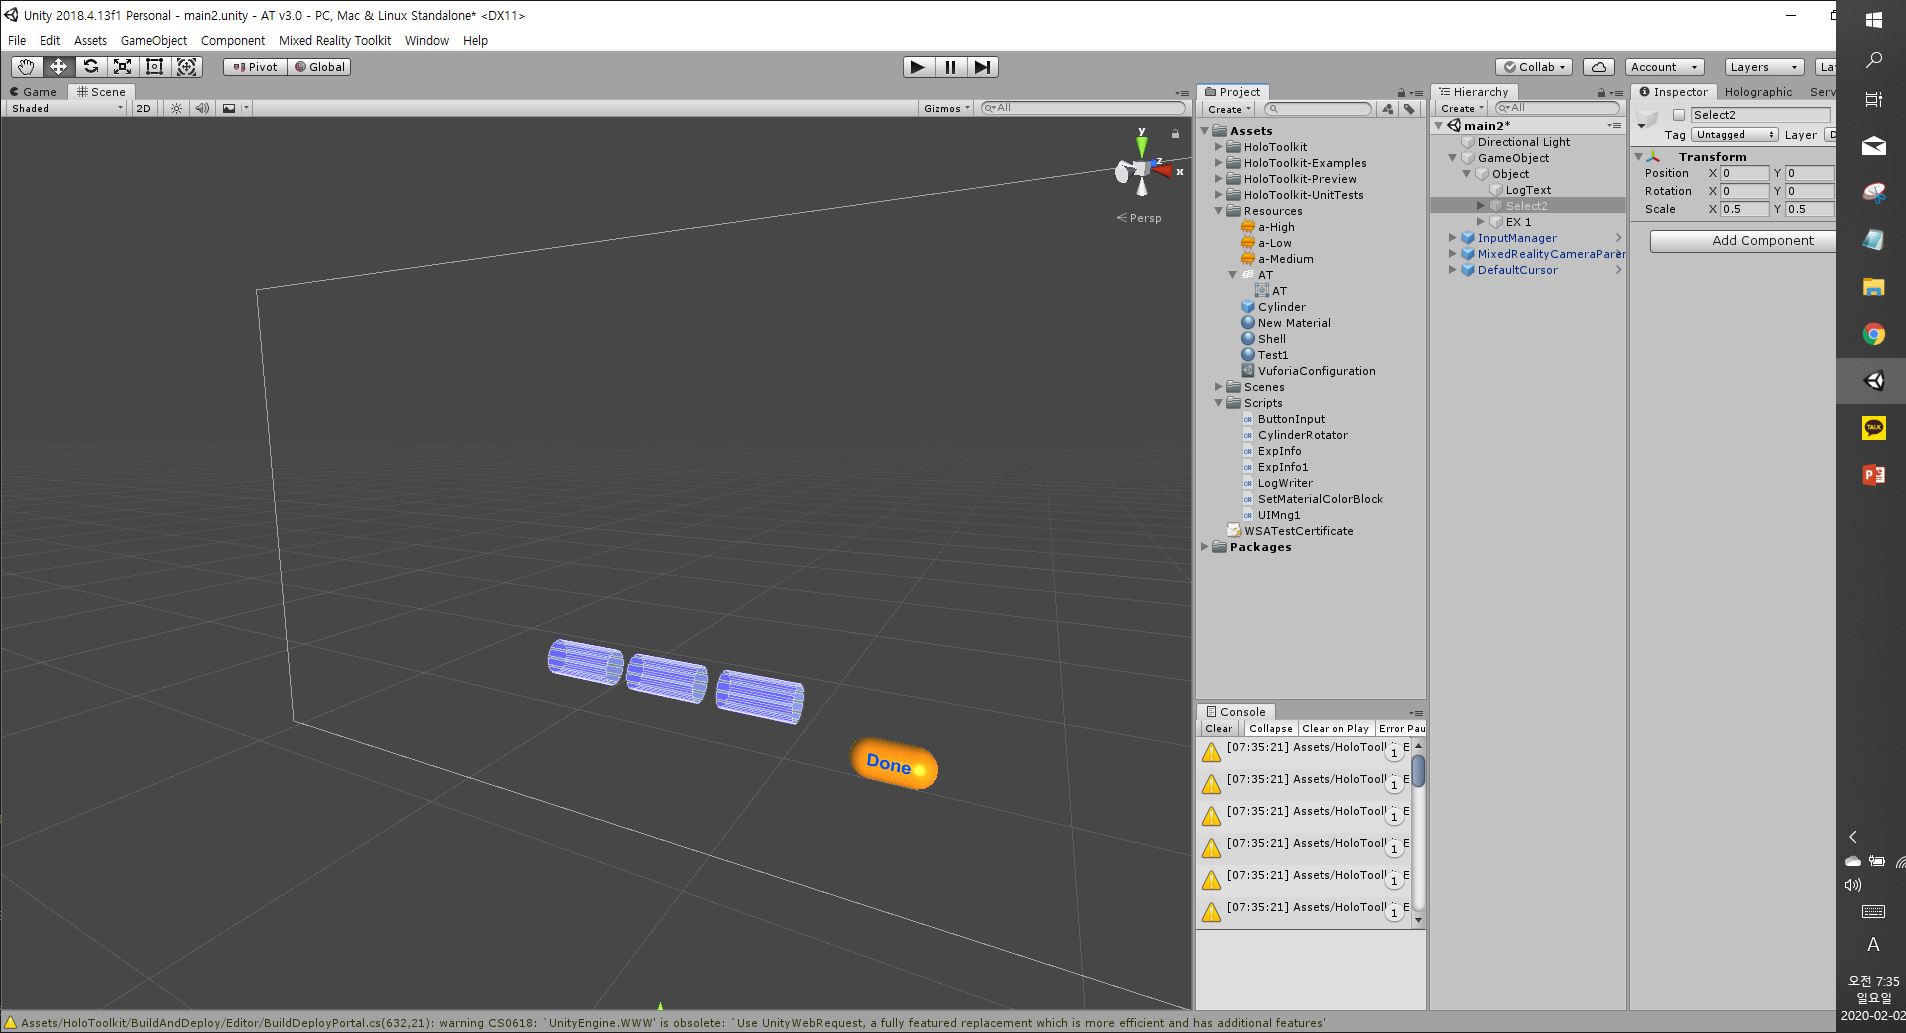 Unity 2018.4.13f1 Personal - main2.unity - AT v3.0 - PC, Mac & Linux Standalone* <DX11>
File Edit Assets GameObject Component Mixed Reality Toolkit Window Help
Pivot Global Collab Account Layers
Game Scene
Shaded 2D Gizmos All
y
z
x
Persp
Done
Project
Create
Assets
HoloToolkit
HoloToolkit-Examples
HoloToolkit-Preview
HoloToolkit-UnitTests
Resources
a-High
a-Low
a-Medium
AT
AT
Cylinder
New Material
Shell
Test1
VuforiaConfiguration
Scenes
Scripts
ButtonInput
CylinderRotator
ExpInfo
ExpInfo1
LogWriter
SetMaterialColorBlock
UIMng1
WSATestCertificate
Packages
Hierarchy
Create All
main2*
Directional Light
GameObject
Object
LogText
Select2
EX 1
InputManager
MixedRealityCameraParer
DefaultCursor
Inspector Holographic Serv
Select2
Tag Untagged Layer D
Transform
Position X 0 Y 0
Rotation X 0 Y 0
Scale X 0.5 Y 0.5
Add Component
Console
Clear Collapse Clear on Play Error Pau
[07:35:21] Assets/HoloTool 1
[07:35:21] Assets/HoloTool 1
[07:35:21] Assets/HoloTool 1
[07:35:21] Assets/HoloTool 1
[07:35:21] Assets/HoloTool 1
[07:35:21] Assets/HoloTool 1
Assets/HoloToolkit/BuildAndDeploy/Editor/BuildDeployPortal.cs(632,21): warning CS0618: `UnityEngine.WWW' is obsolete: `Use UnityWebRequest, a fully featured replacement which is more efficient and has additional features'
TALK
A
오전 7:35
일요일
2020-02-02